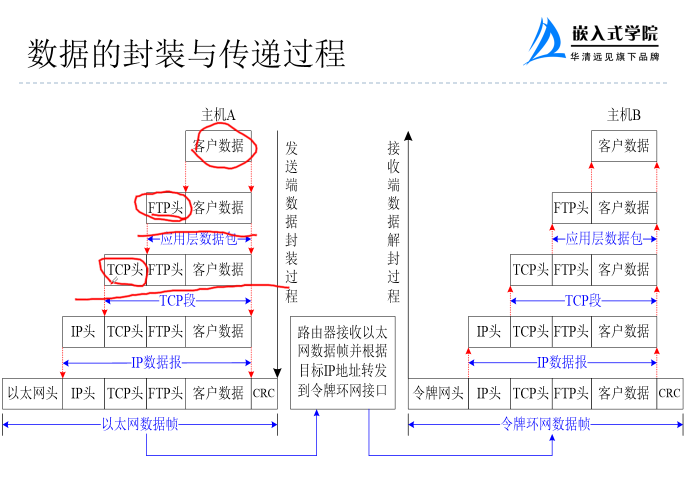 数据的封装与传递过程
嵌入式学院
华清远见旗下品牌
主机A
客户数据
FTP头 客户数据
应用层数据包
TCP头 FTP头 客户数据
TCP段
IP头 TCP头 FTP头 客户数据
IP数据报
以太网头 IP头 TCP头 FTP头 客户数据 CRC
以太网数据帧
发送端数据封装过程
路由器接收以太
网数据帧并根据
目标IP地址转发
到令牌环网接口
接收端数据解封过程
主机B
客户数据
FTP头 客户数据
应用层数据包
TCP头 FTP头 客户数据
TCP段
IP头 TCP头 FTP头 客户数据
IP数据报
令牌网头 IP头 TCP头 FTP头 客户数据 CRC
令牌环网数据帧